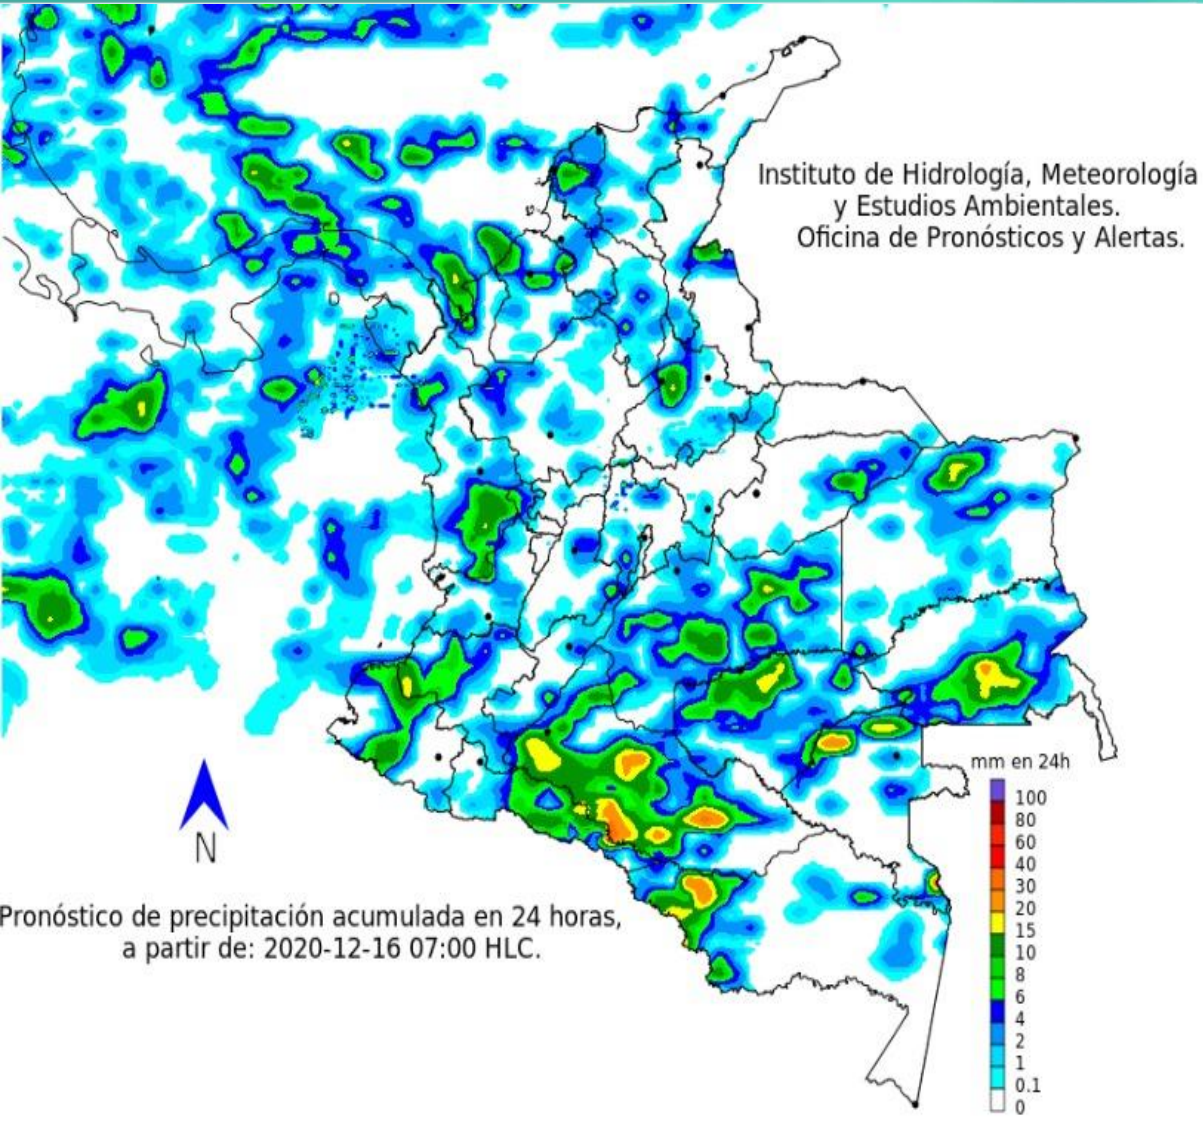 Instituto de Hidrología, Meteorología
y Estudios Ambientales.
Oficina de Pronósticos y Alertas.
mm en 24h
100
80
60
40
30
20
15
10
8
6
4
2
1
0.1
0
N
Pronóstico de precipitación acumulada en 24 horas,
a partir de: 2020-12-16 07:00 HLC.